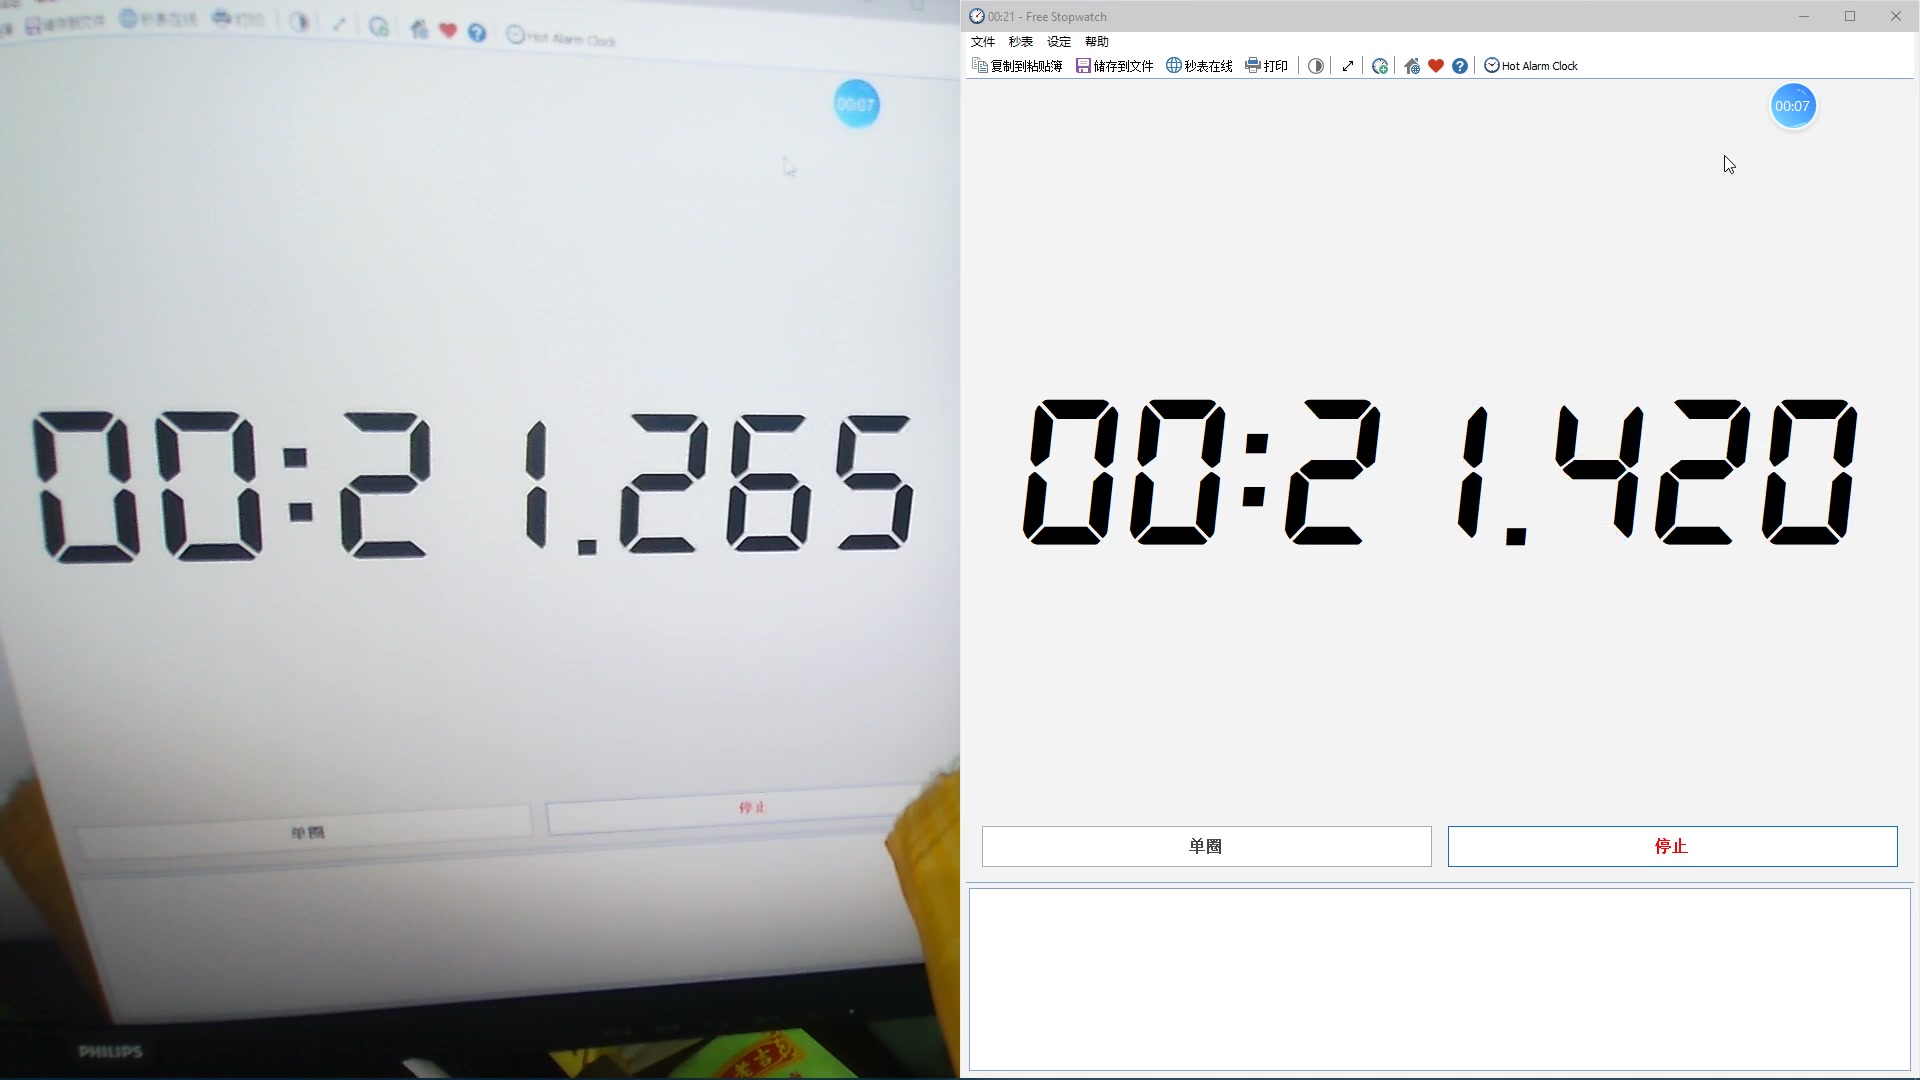 储存到文件 秒表在线 打印 Hot Alarm Clock
00:07
00:21.265
单圈 停止
PHILIPS
00:21 - Free Stopwatch
文件 秒表 设定 帮助
复制到粘贴簿 储存到文件 秒表在线 打印 Hot Alarm Clock
00:07
00:21.420
单圈 停止